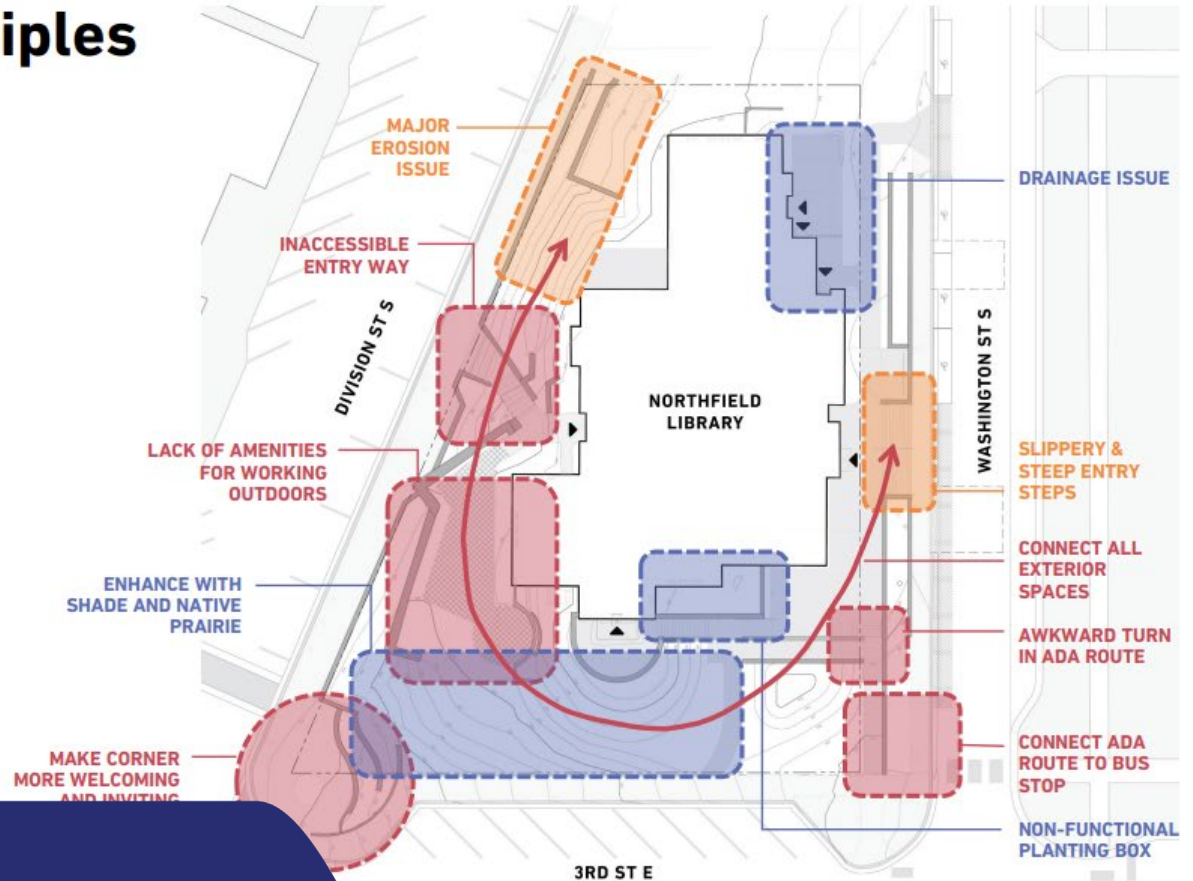 iples
MAJOR
EROSION
ISSUE
INACCESSIBLE
ENTRY WAY
DIVISION ST S
LACK OF AMENITIES
FOR WORKING
OUTDOORS
ENHANCE WITH
SHADE AND NATIVE
PRAIRIE
MAKE CORNER
MORE WELCOMING
AND INVITING
NORTHFIELD
LIBRARY
3RD ST E
WASHINGTON ST S
DRAINAGE ISSUE
SLIPPERY &
STEEP ENTRY
STEPS
CONNECT ALL
EXTERIOR
SPACES
AWKWARD TURN
IN ADA ROUTE
CONNECT ADA
ROUTE TO BUS
STOP
NON-FUNCTIONAL
PLANTING BOX